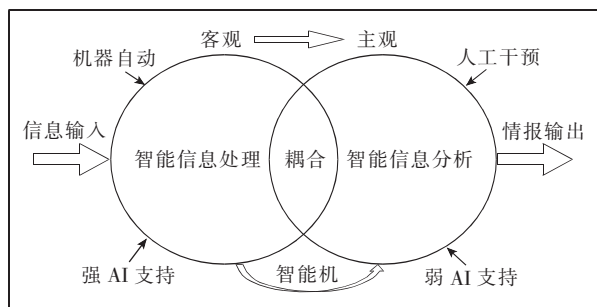 客观 主观
机器自动 人工干预
信息输入 情报输出
智能信息处理 耦合 智能信息分析
强 AI 支持 智能机 弱 AI 支持